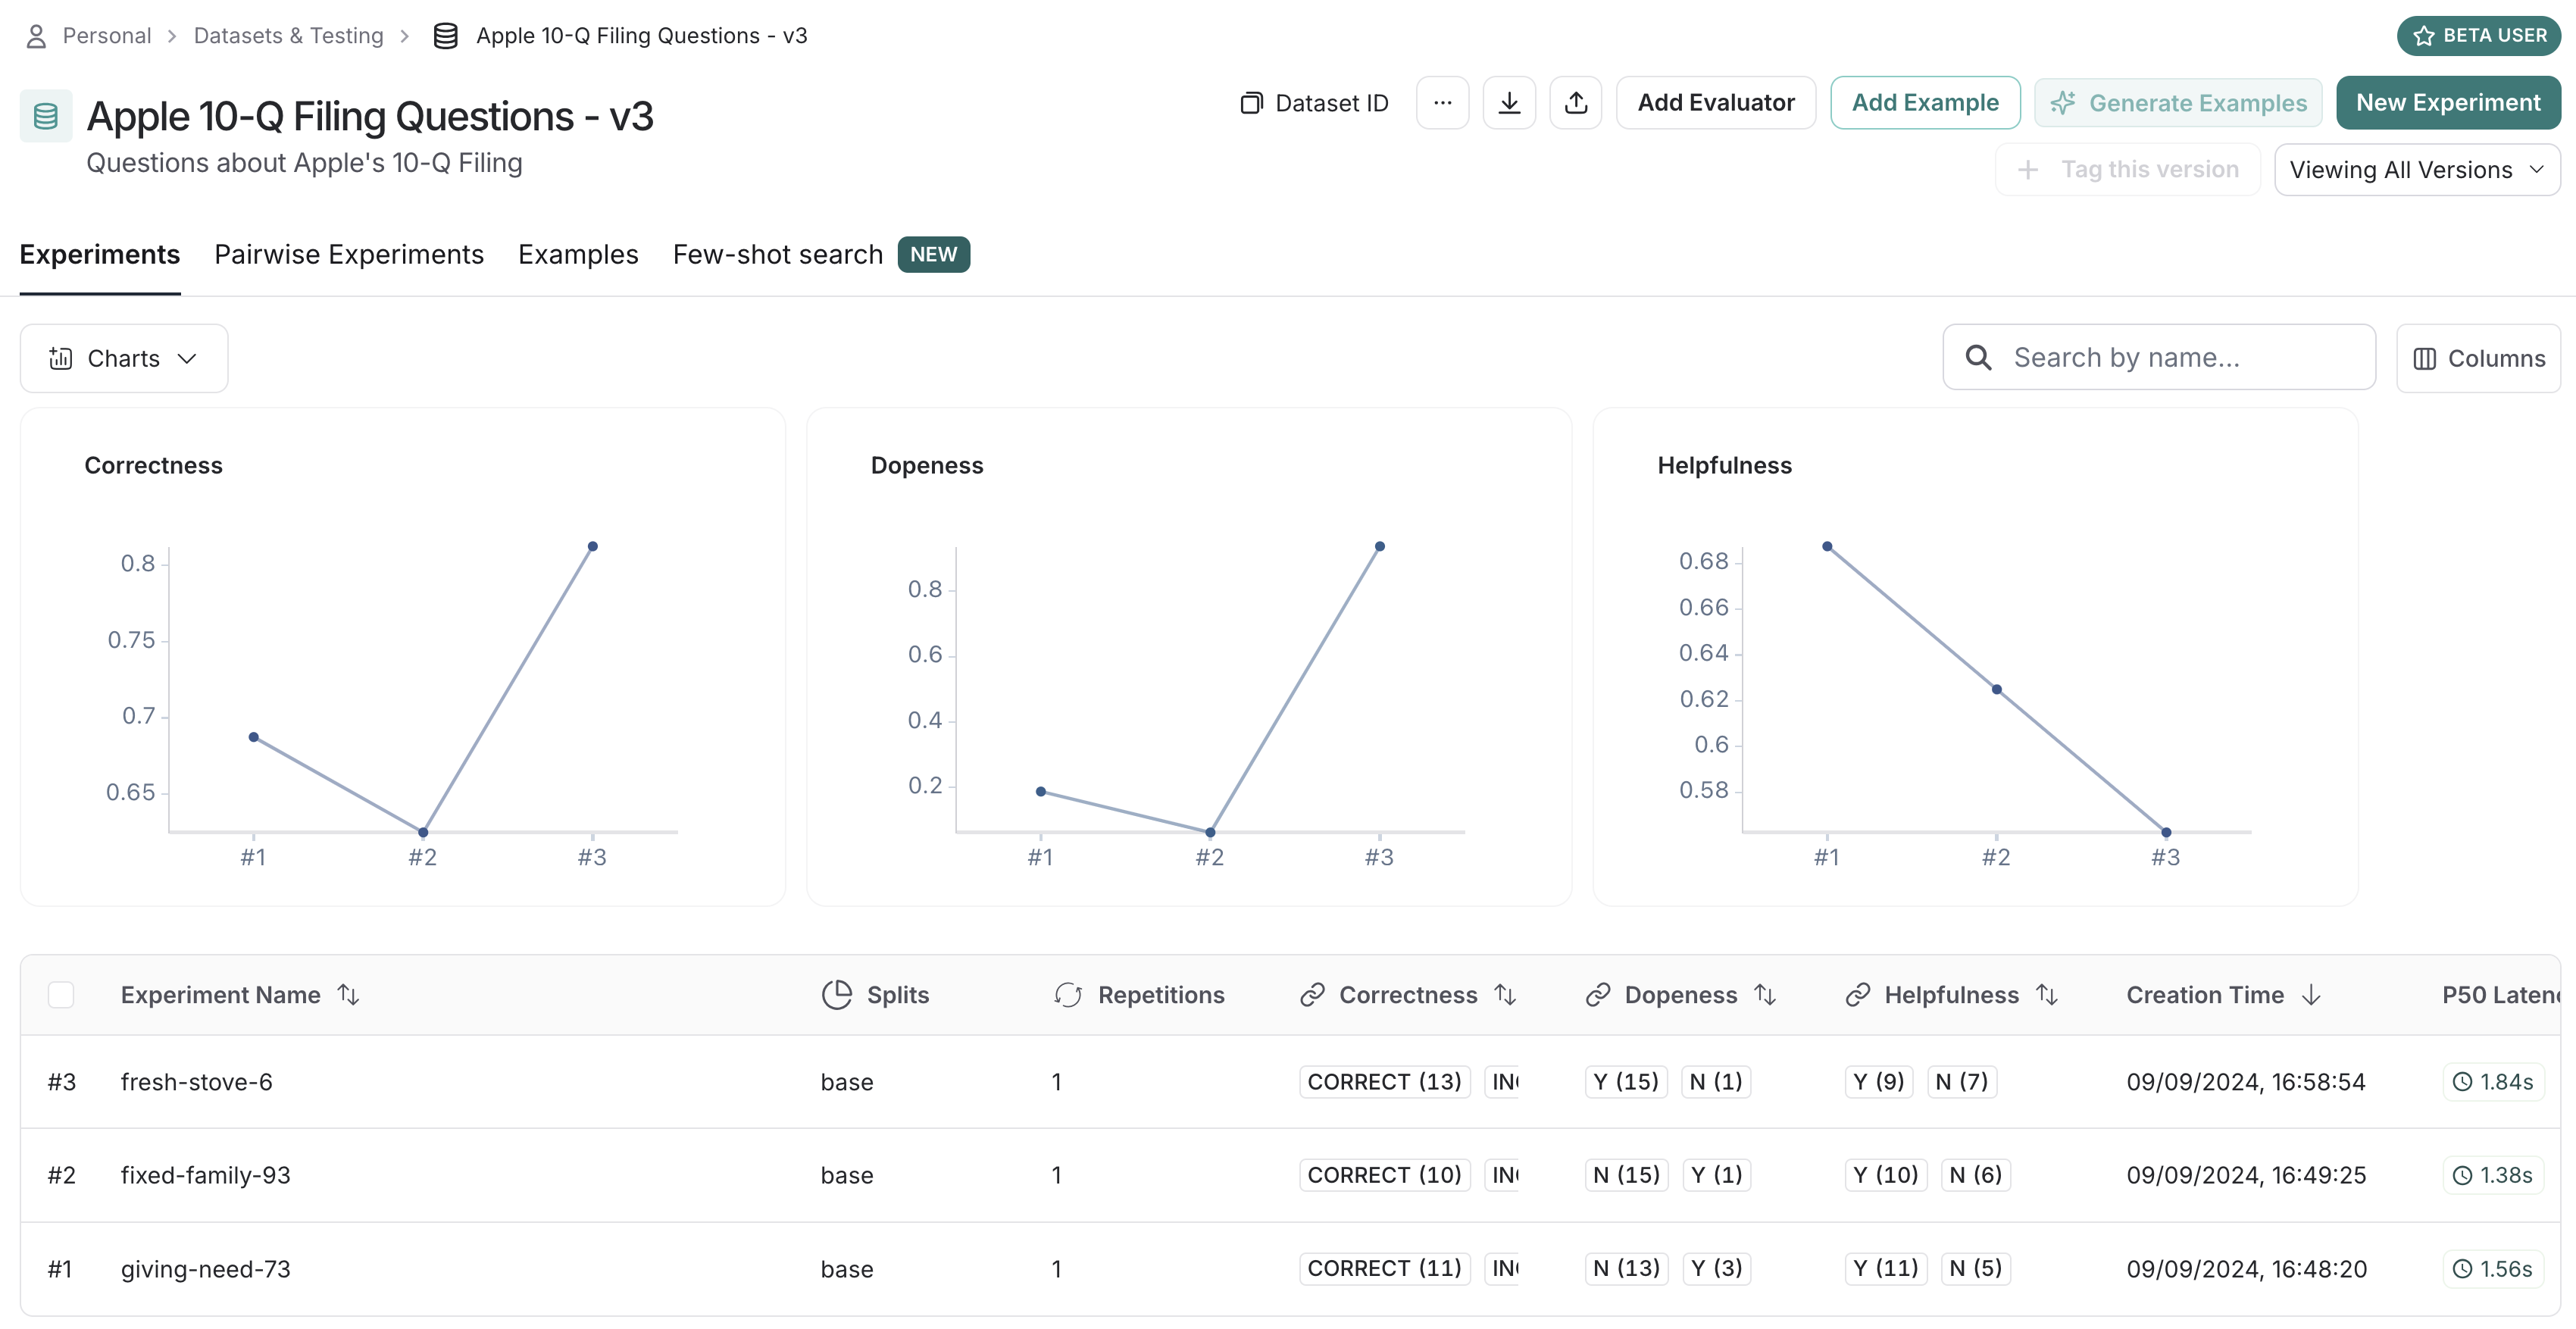 Personal > Datasets & Testing > Apple 10-Q Filing Questions - v3
BETA USER
Apple 10-Q Filing Questions - v3
Questions about Apple's 10-Q Filing
Dataset ID ... Add Evaluator Add Example Generate Examples New Experiment
+ Tag this version Viewing All Versions
Experiments Pairwise Experiments Examples Few-shot search NEW
Charts Search by name... Columns
Correctness
0.8
0.75
0.7
0.65
#1 #2 #3
Dopeness
0.8
0.6
0.4
0.2
#1 #2 #3
Helpfulness
0.68
0.66
0.64
0.62
0.6
0.58
#1 #2 #3
Experiment Name Splits Repetitions Correctness Dopeness Helpfulness Creation Time P50
#3 fresh-stove-6 base 1 CORRECT (13) Y (15) N (1) Y (9) N (7) 09/09/2024, 16:58:54 1.84s
#2 fixed-family-93 base 1 CORRECT (10) N (15) Y (1) Y (10) N (6) 09/09/2024, 16:49:25 1.38s
#1 giving-need-73 base 1 CORRECT (11) N (13) Y (3) Y (11) N (5) 09/09/2024, 16:48:20 1.56s